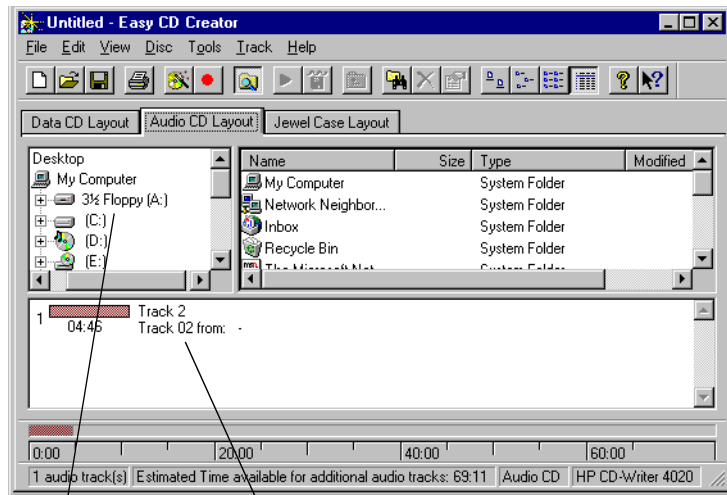 Untitled - Easy CD Creator
File Edit View Disc Tools Track Help
Data CD Layout Audio CD Layout Jewel Case Layout
Desktop
My Computer
3½ Floppy (A:)
(C:)
(D:)
(E:)
Name Size Type Modified
My Computer System Folder
Network Neighbor... System Folder
Inbox System Folder
Recycle Bin System Folder
The Microsoft Net System Folder
1 Track 2
04:46 Track 02 from: -
0:00 20:00 40:00 60:00
1 audio track(s) Estimated Time available for additional audio tracks: 69:11 Audio CD HP CD-Writer 4020